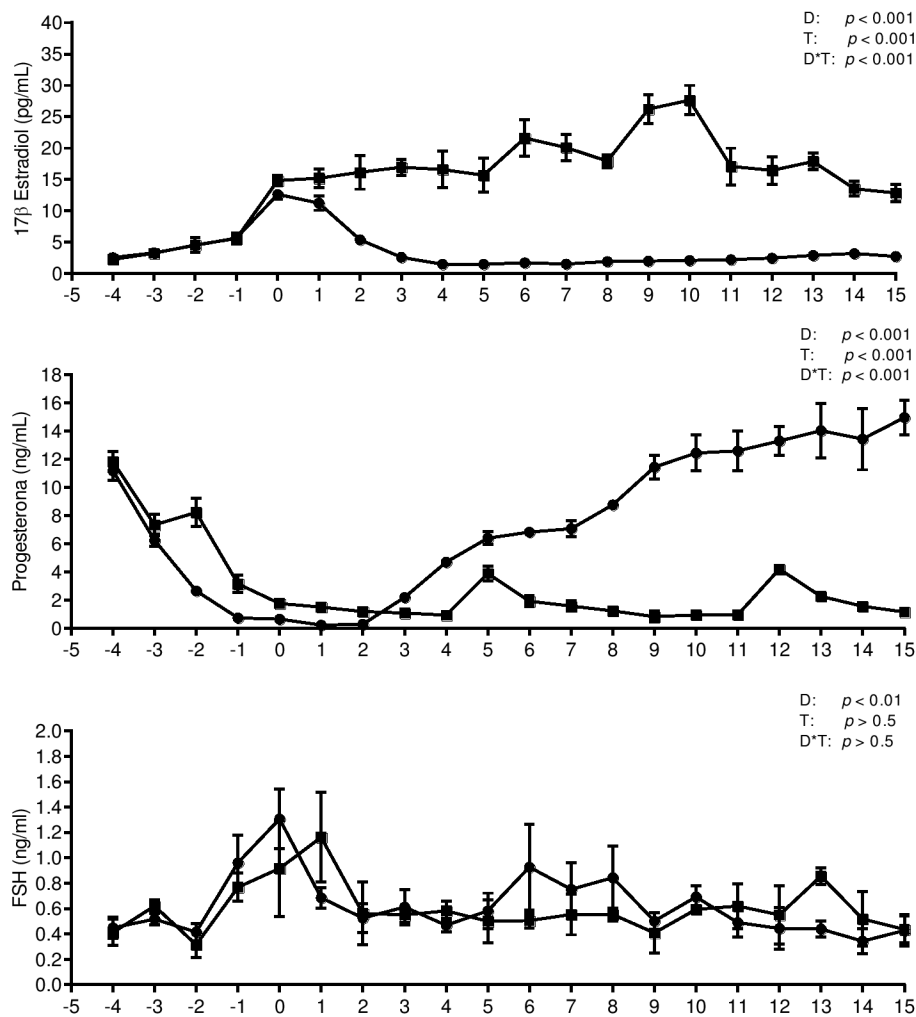 D: p < 0.001
T: p < 0.001
D*T: p < 0.001
17β Estradiol (pg/mL)
40
35
30
25
20
15
10
5
0
-5 -4 -3 -2 -1 0 1 2 3 4 5 6 7 8 9 10 11 12 13 14 15
D: p < 0.001
T: p < 0.001
D*T: p < 0.001
Progesterona (ng/mL)
18
16
14
12
10
8
6
4
2
0
-5 -4 -3 -2 -1 0 1 2 3 4 5 6 7 8 9 10 11 12 13 14 15
D: p < 0.01
T: p > 0.5
D*T: p > 0.5
FSH (ng/ml)
2.0
1.8
1.6
1.4
1.2
1.0
0.8
0.6
0.4
0.2
0.0
-5 -4 -3 -2 -1 0 1 2 3 4 5 6 7 8 9 10 11 12 13 14 15